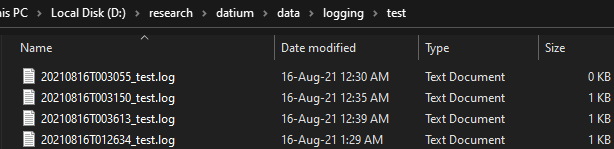 his PC > Local Disk (D:) > research > datium > data > logging > test
Name Date modified Type Size
20210816T003055_test.log 16-Aug-21 12:30 AM Text Document 0 KB
20210816T003150_test.log 16-Aug-21 12:35 AM Text Document 1 KB
20210816T003613_test.log 16-Aug-21 12:39 AM Text Document 1 KB
20210816T012634_test.log 16-Aug-21 1:29 AM Text Document 1 KB